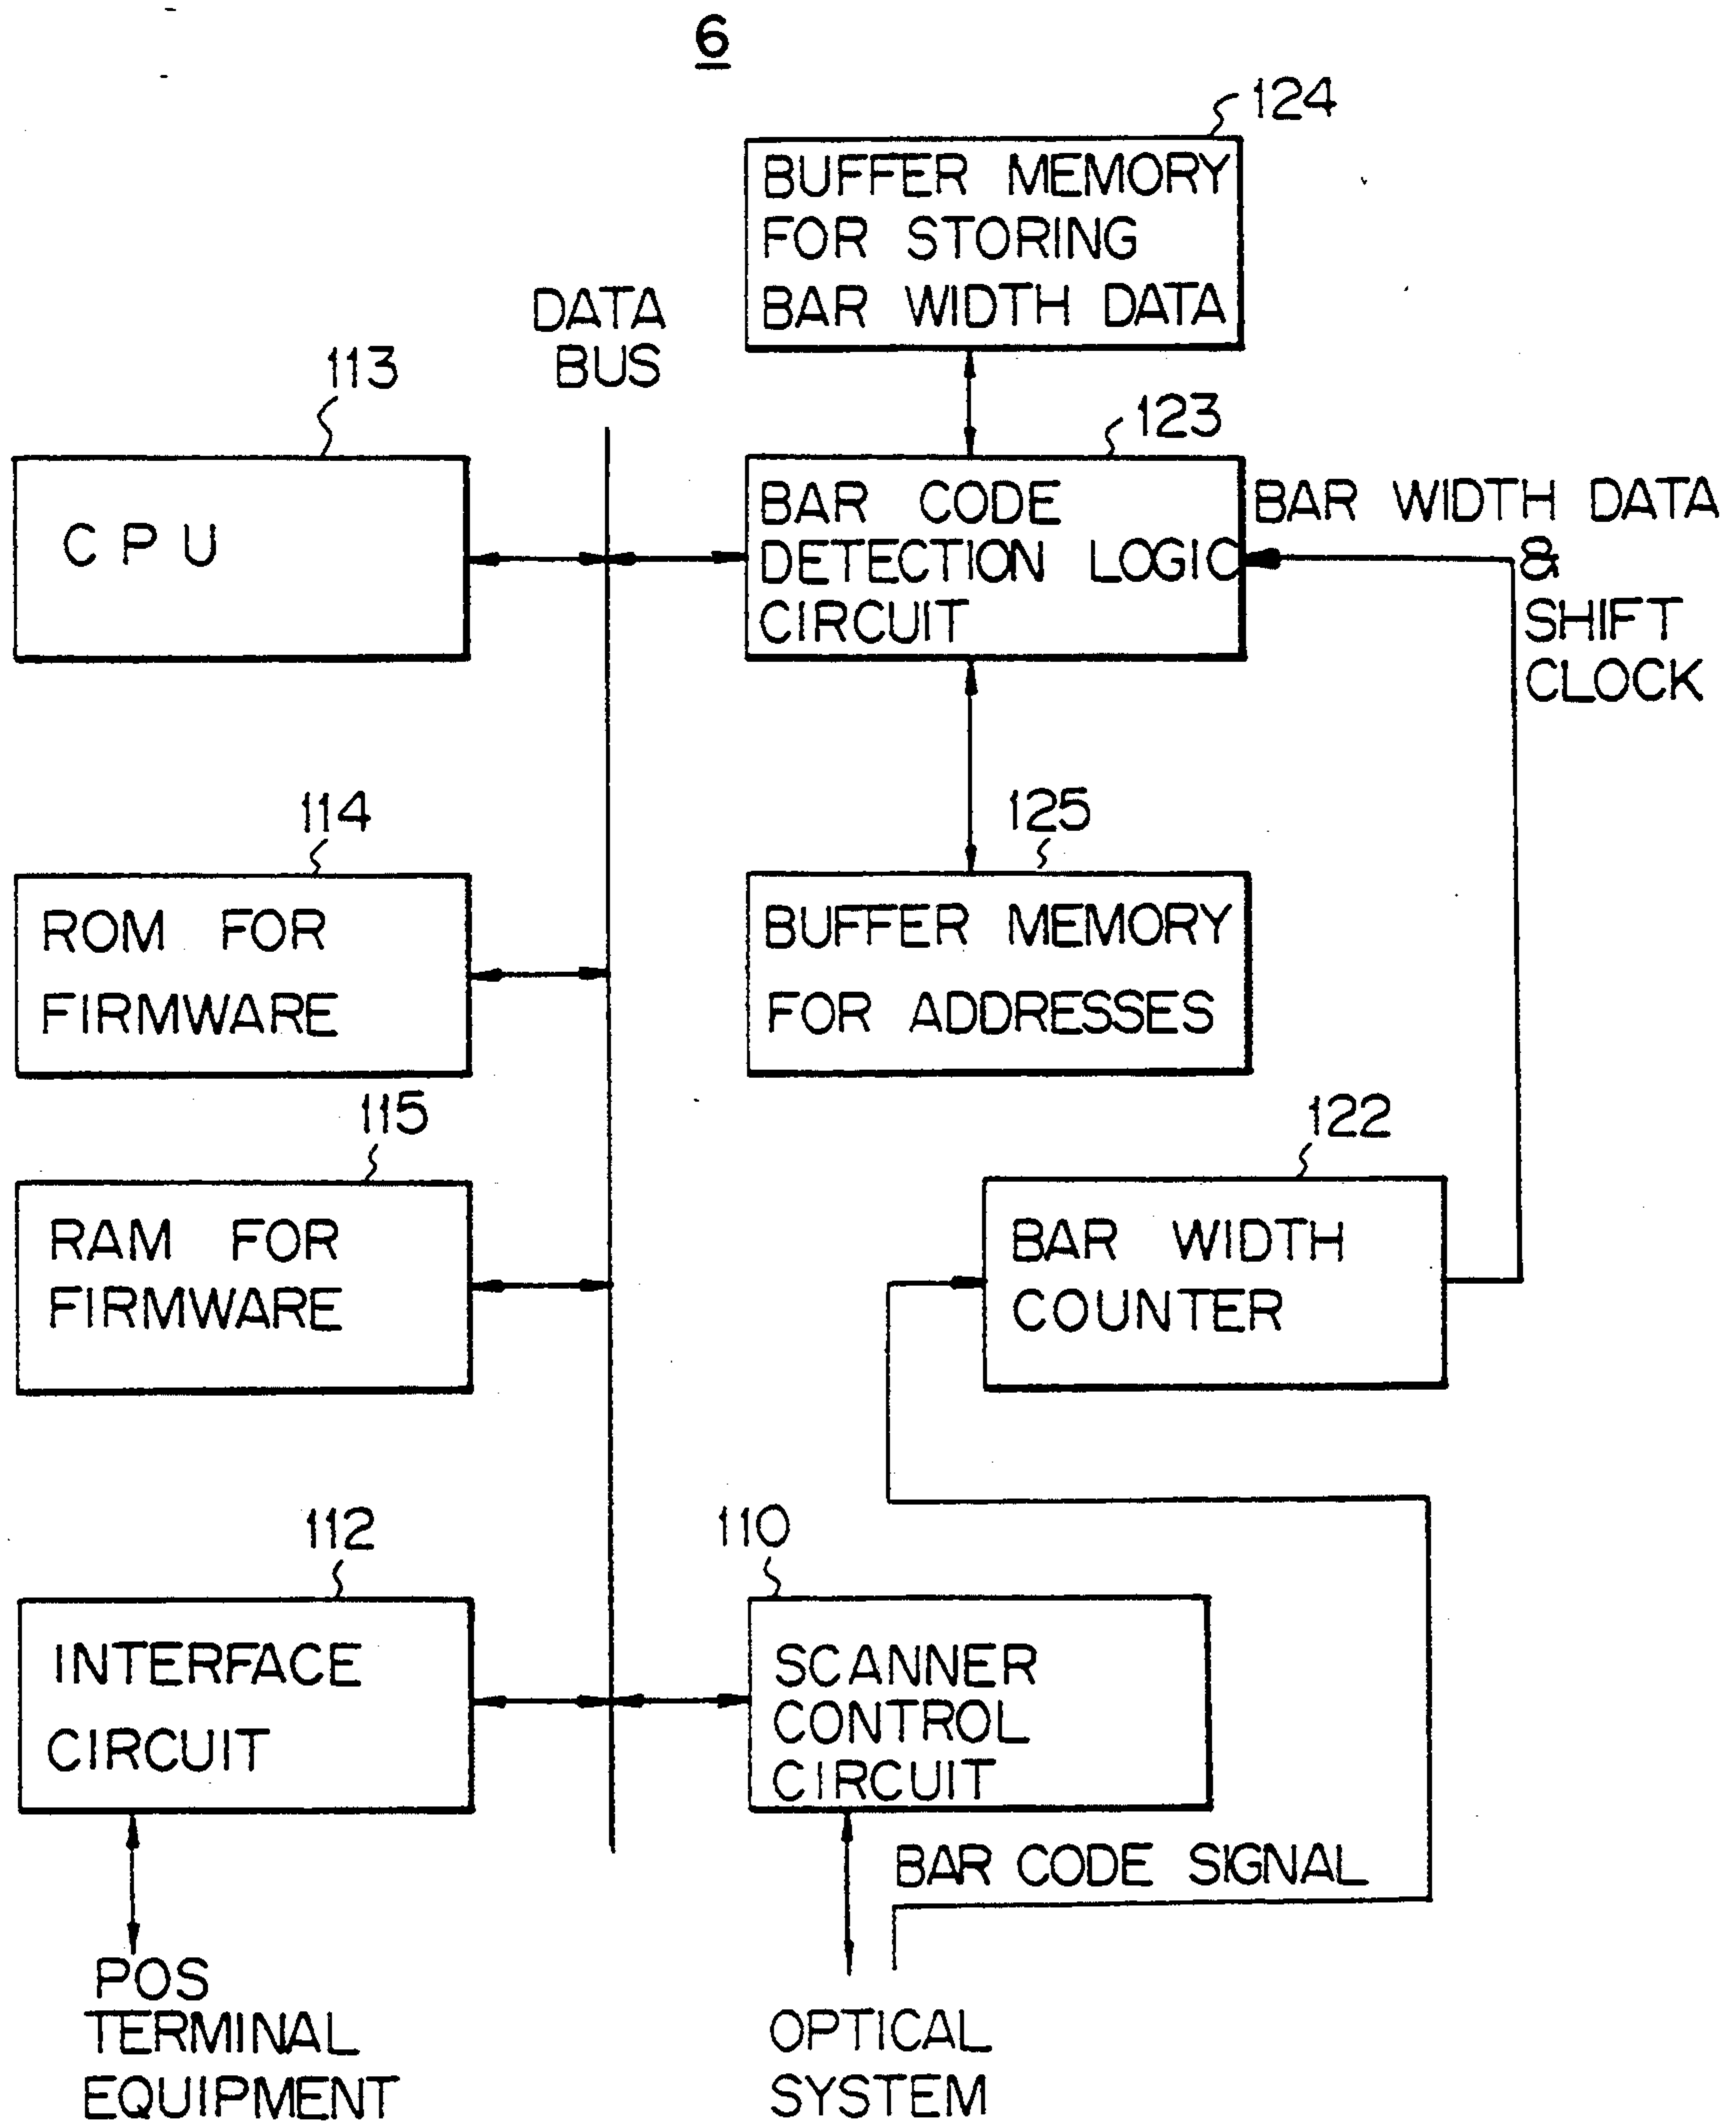 6
124
BUFFER MEMORY
FOR STORING
BAR WIDTH DATA
DATA
BUS
113
CPU
123
BAR CODE
DETECTION LOGIC
CIRCUIT
BAR WIDTH DATA
&
SHIFT
CLOCK
114
ROM FOR
FIRMWARE
125
BUFFER MEMORY
FOR ADDRESSES
115
RAM FOR
FIRMWARE
122
BAR WIDTH
COUNTER
112
INTERFACE
CIRCUIT
110
SCANNER
CONTROL
CIRCUIT
BAR CODE SIGNAL
POS
TERMINAL
EQUIPMENT
OPTICAL
SYSTEM